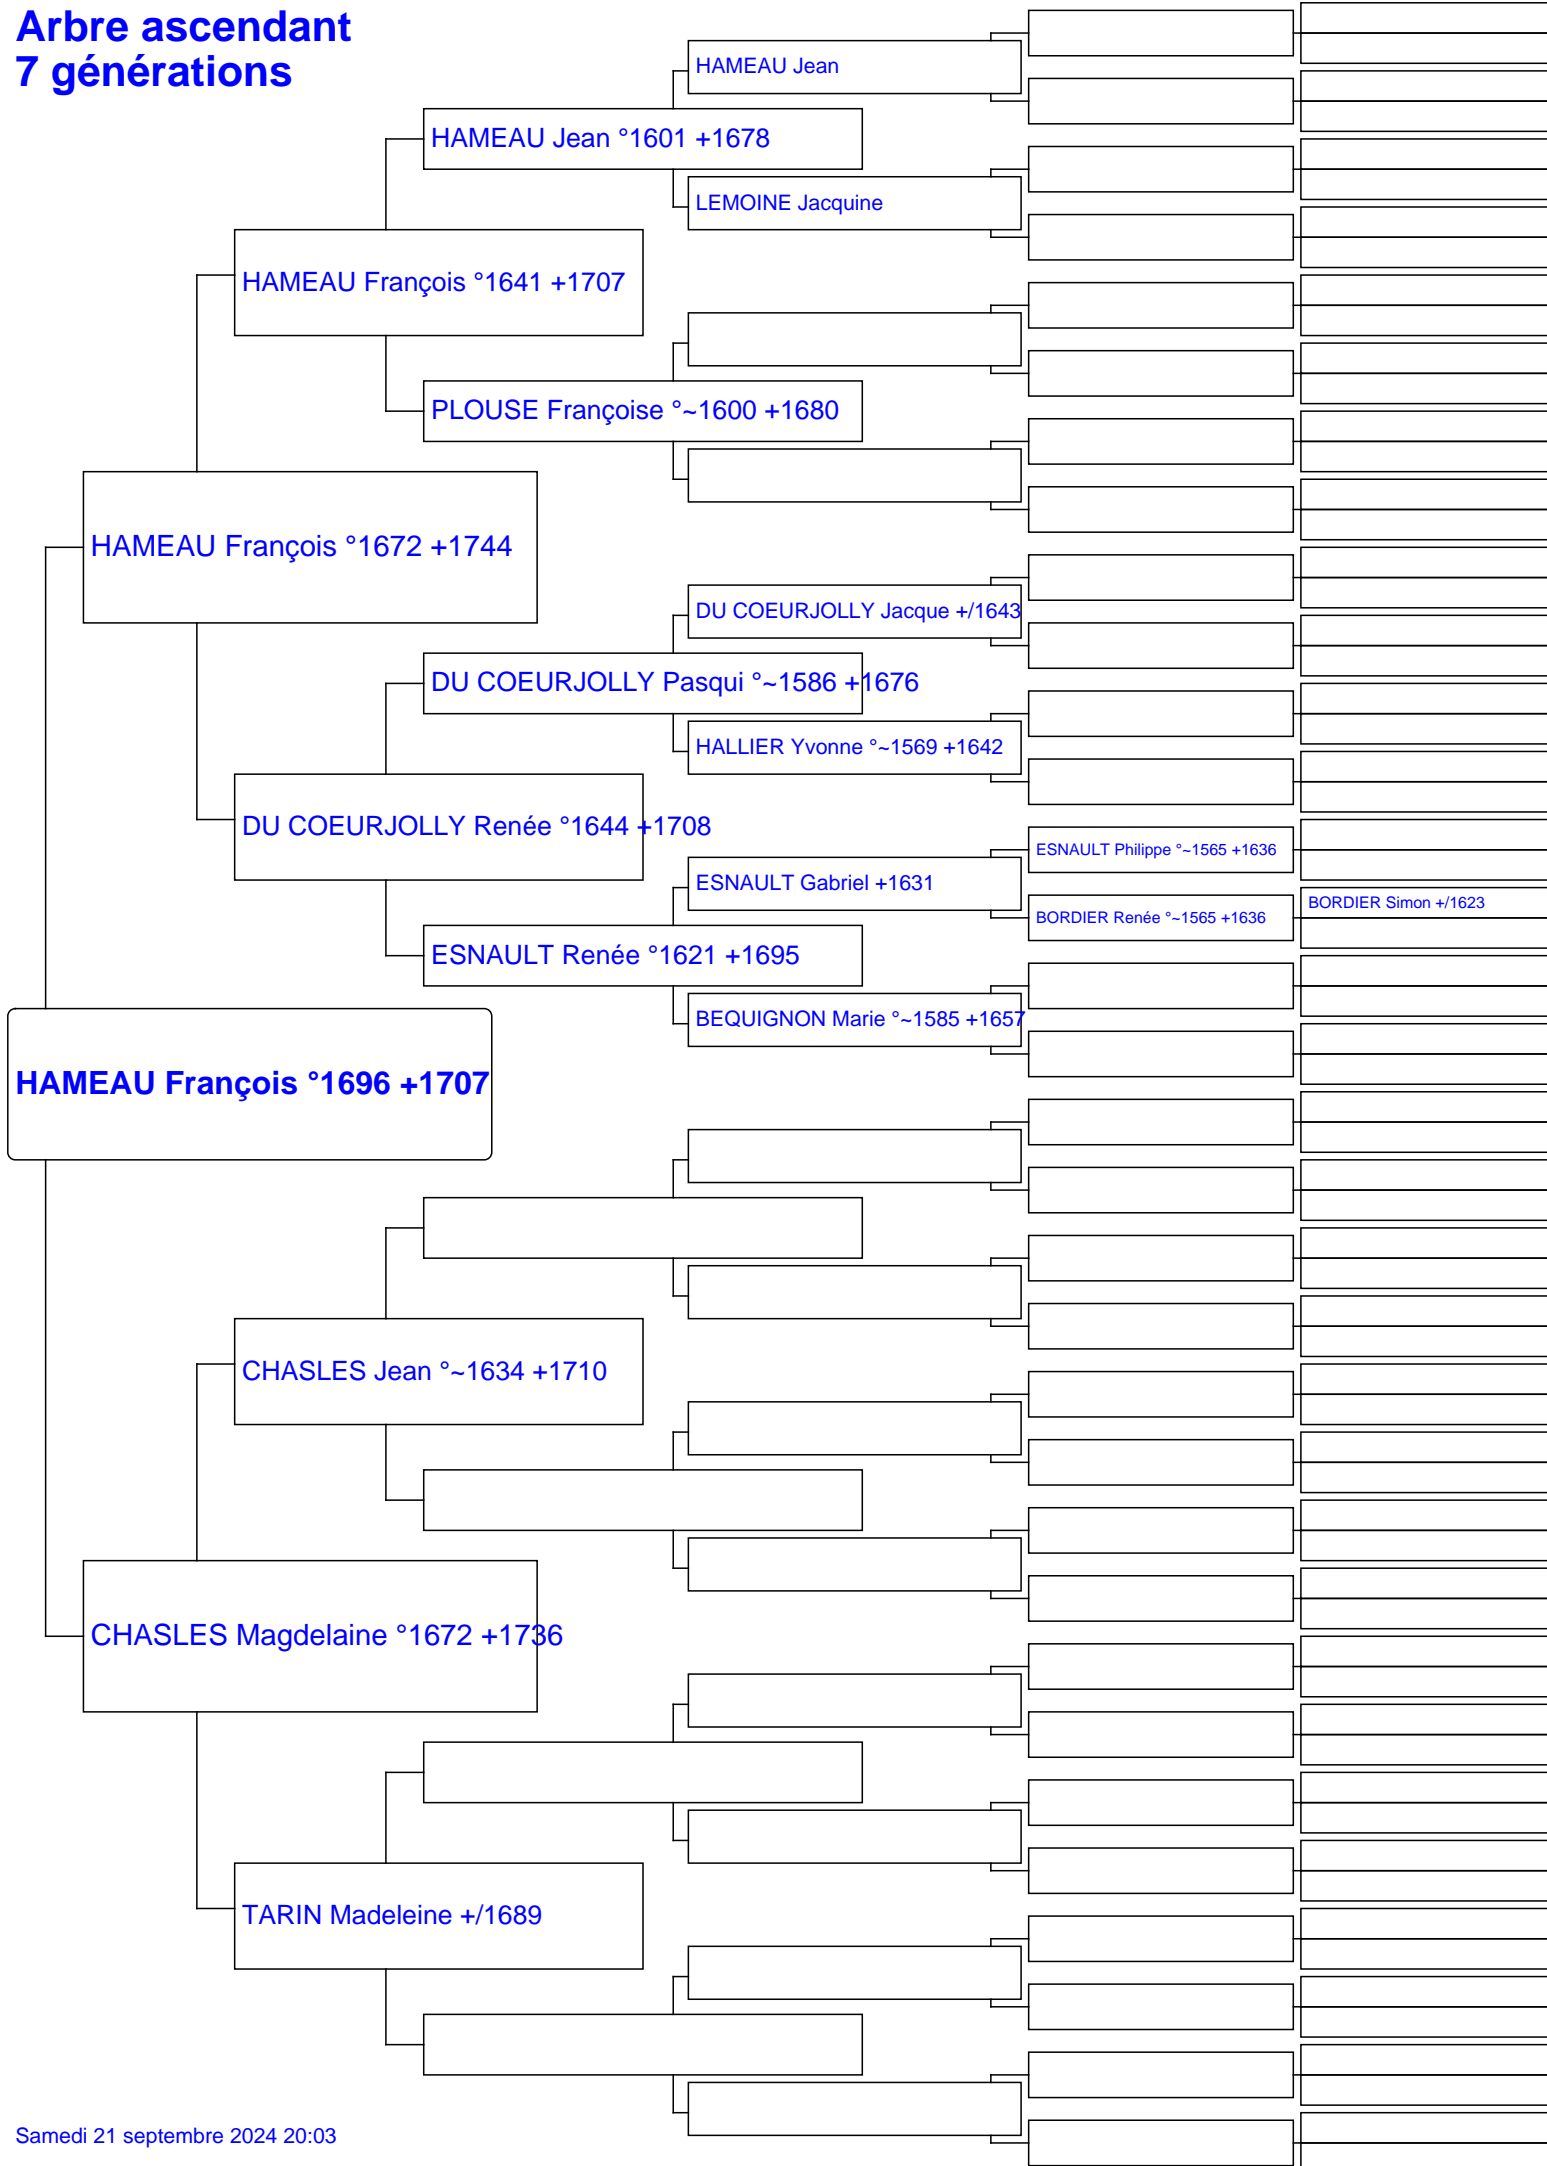 Arbre ascendant
7 générations
HAMEAU Jean
HAMEAU Jean °1601 +1678
LEMOINE Jacquine
HAMEAU François °1641 +1707
PLOUSE Françoise °~1600 +1680
HAMEAU François °1672 +1744
DU COEURJOLLY Jacque +/1643
DU COEURJOLLY Pasqui °~1586 +1676
HALLIER Yvonne °~1569 +1642
DU COEURJOLLY Renée °1644 +1708
ESNAULT Philippe °~1565 +1636
ESNAULT Gabriel +1631
BORDIER Simon +/1623
BORDIER Renée °~1565 +1636
ESNAULT Renée °1621 +1695
BEQUIGNON Marie °~1585 +1657
HAMEAU François °1696 +1707
CHASLES Jean °~1634 +1710
CHASLES Magdelaine °1672 +1736
TARIN Madeleine +/1689
Samedi 21 septembre 2024 20:03